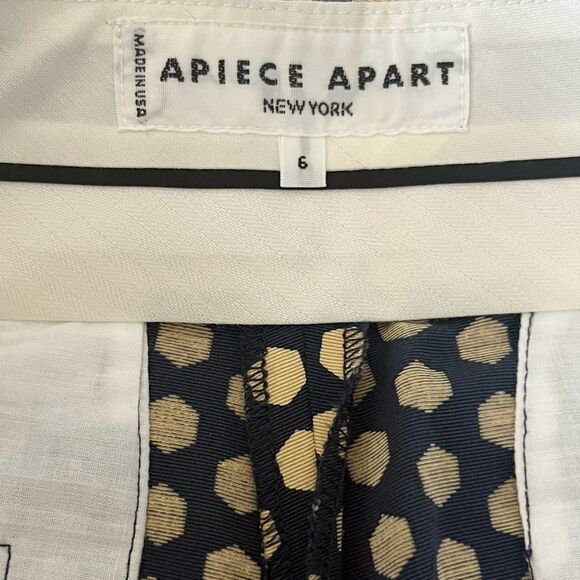 MADE IN USA
APIECE APART
NEW YORK
6